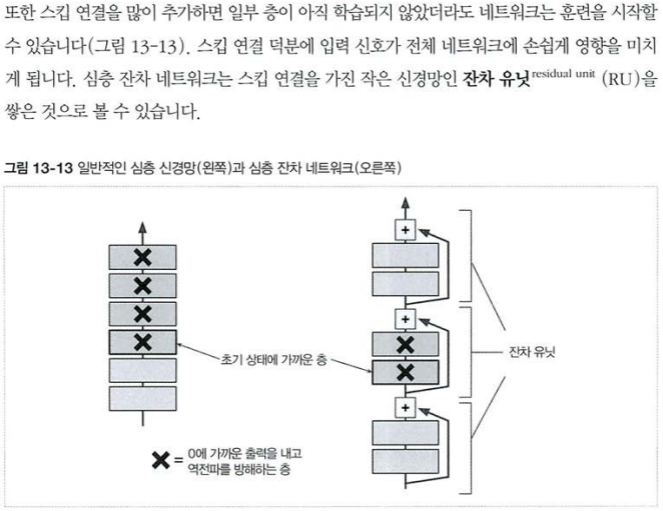 또한 스킵 연결을 많이 추가하면 일부 층이 아직 학습되지 않았더라도 네트워크는 훈련을 시작할
수 있습니다(그림 13-13). 스킵 연결 덕분에 입력 신호가 전체 네트워크에 손쉽게 영향을 미치
게 됩니다. 심층 잔차 네트워크는 스킵 연결을 가진 작은 신경망인 잔차 유닛residual unit (RU)을
쌓은 것으로 볼 수 있습니다.
그림 13-13 일반적인 심층 신경망(왼쪽)과 심층 잔차 네트워크(오른쪽)
+
+
초기 상태에 가까운 층
잔차 유닛
+
= 0에 가까운 출력을 내고
역전파를 방해하는 층